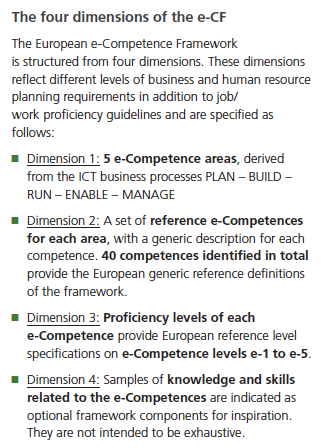 The four dimensions of the e-CF
The European e-Competence Framework
is structured from four dimensions. These dimensions
reflect different levels of business and human resource
planning requirements in addition to job/
work proficiency guidelines and are specified as
follows:
■ Dimension 1: 5 e-Competence areas, derived
from the ICT business processes PLAN – BUILD –
RUN – ENABLE – MANAGE
■ Dimension 2: A set of reference e-Competences
for each area, with a generic description for each
competence. 40 competences identified in total
provide the European generic reference definitions
of the framework.
■ Dimension 3: Proficiency levels of each
e-Competence provide European reference level
specifications on e-Competence levels e-1 to e-5.
■ Dimension 4: Samples of knowledge and skills
related to the e-Competences are indicated as
optional framework components for inspiration.
They are not intended to be exhaustive.